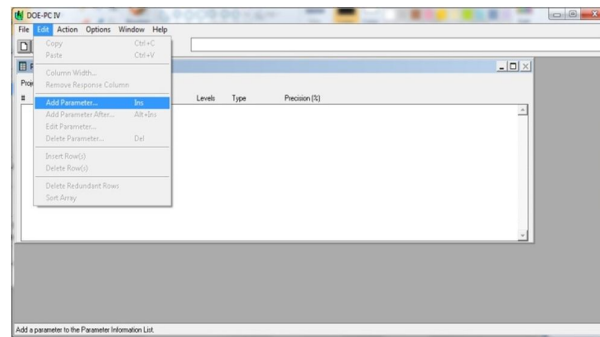 DOE-PC IV
File Edit Action Options Window Help
Copy Ctrl+C
Paste Ctrl+V
Column Width...
Remove Response Column
Proje
# Levels Type Precision (%)
Add Parameter... Ins
Add Parameter After... Alt+Ins
Edit Parameter...
Delete Parameter... Del
Insert Row(s)
Delete Row(s)
Delete Redundant Rows
Sort Array
Add a parameter to the Parameter Information List.